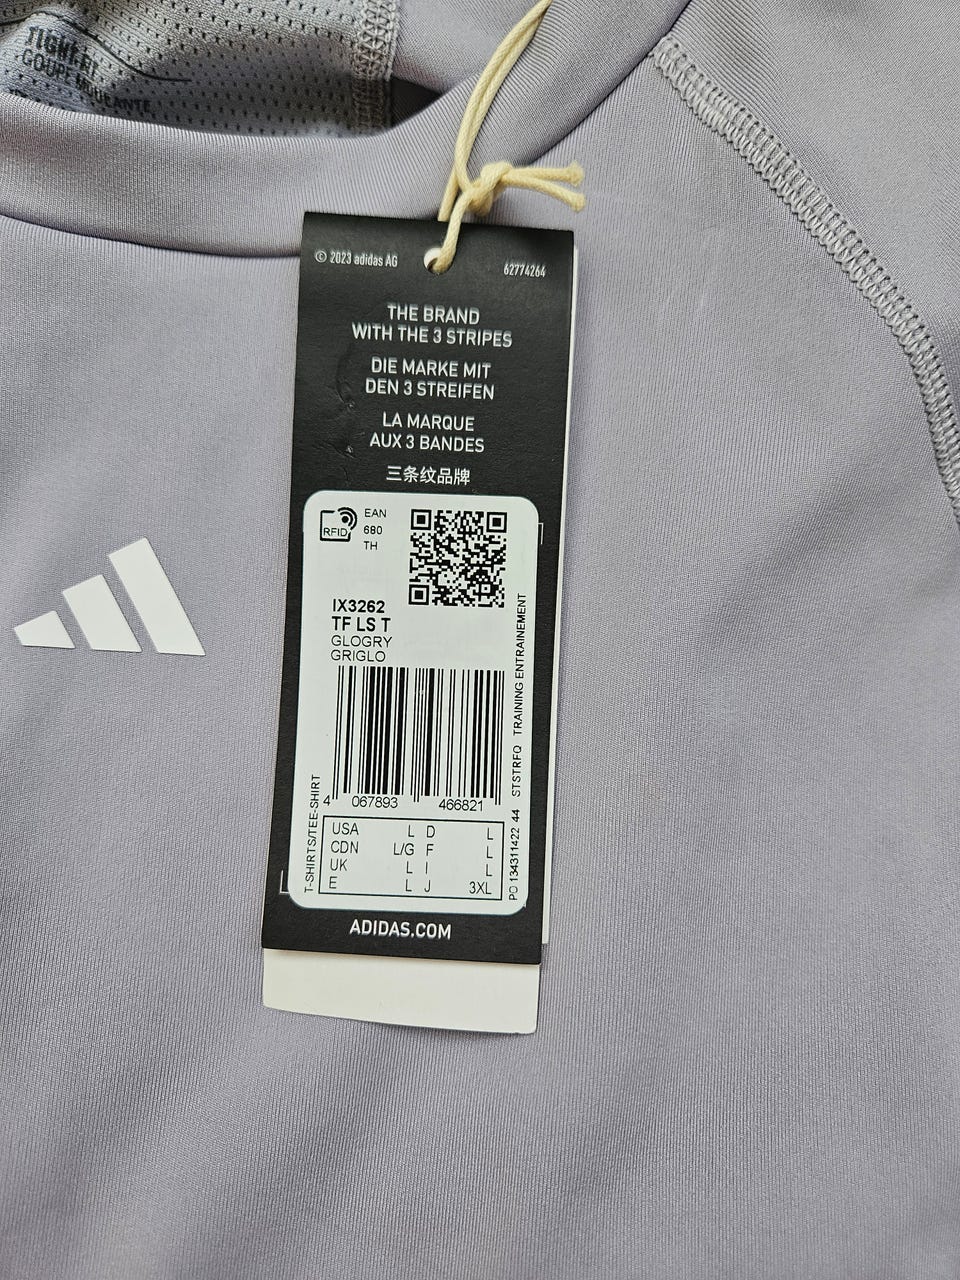 TIGHT FIT
COUPE MOULANTE
© 2023 adidas AG
62774264
THE BRAND
WITH THE 3 STRIPES
DIE MARKE MIT
DEN 3 STREIFEN
LA MARQUE
AUX 3 BANDES
三条纹品牌
RFID
EAN
680
TH
IX3262
TF LS T
GLOGRY
GRIGLO
4 067893 466821
T-SHIRTS/TEE-SHIRT
PO 134311422 44 STSTRFQ TRAINING ENTRAINEMENT
USA L D L
CDN L/G F L
UK L I L
E L J 3XL
ADIDAS.COM